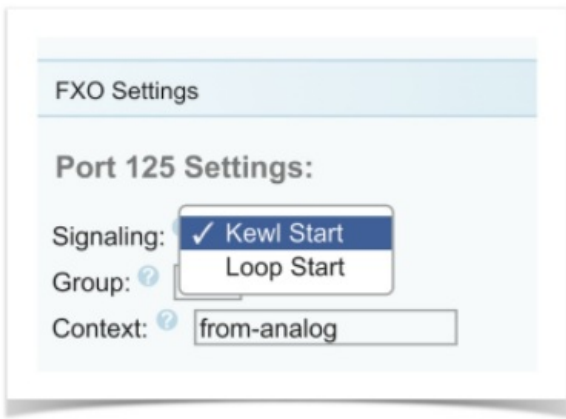 FXO Settings
Port 125 Settings:
Signaling: ✓ Kewl Start
Loop Start
Group: ?
Context: ? from-analog